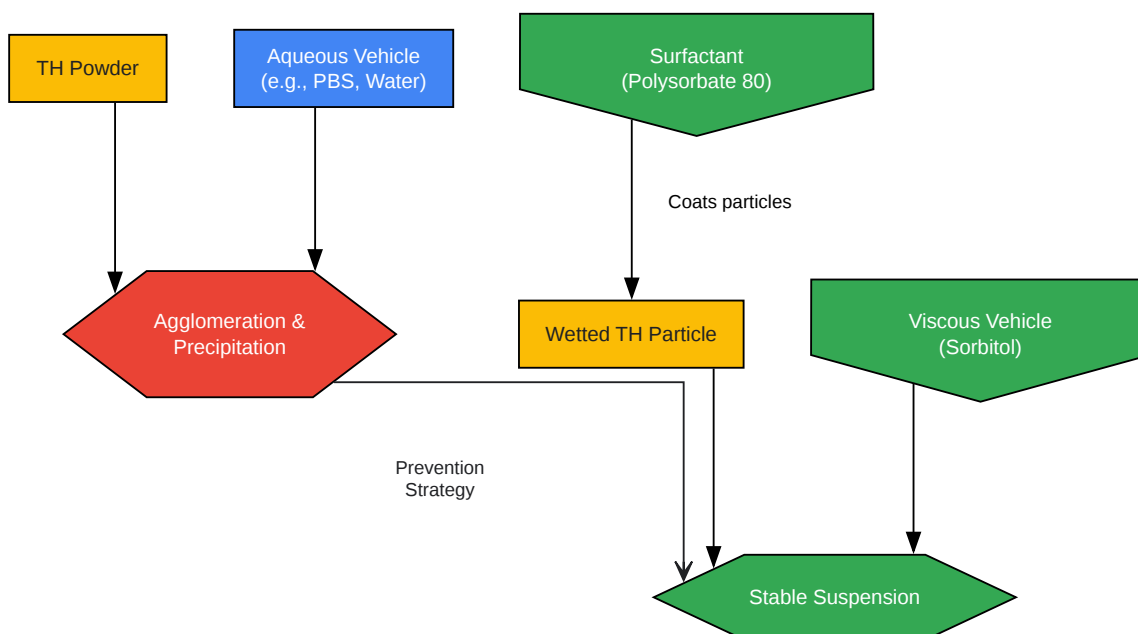 TH Powder
Aqueous Vehicle
(e.g., PBS, Water)
Surfactant
(Polysorbate 80)
Coats particles
Agglomeration &
Precipitation
Wetted TH Particle
Viscous Vehicle
(Sorbitol)
Prevention
Strategy
Stable Suspension